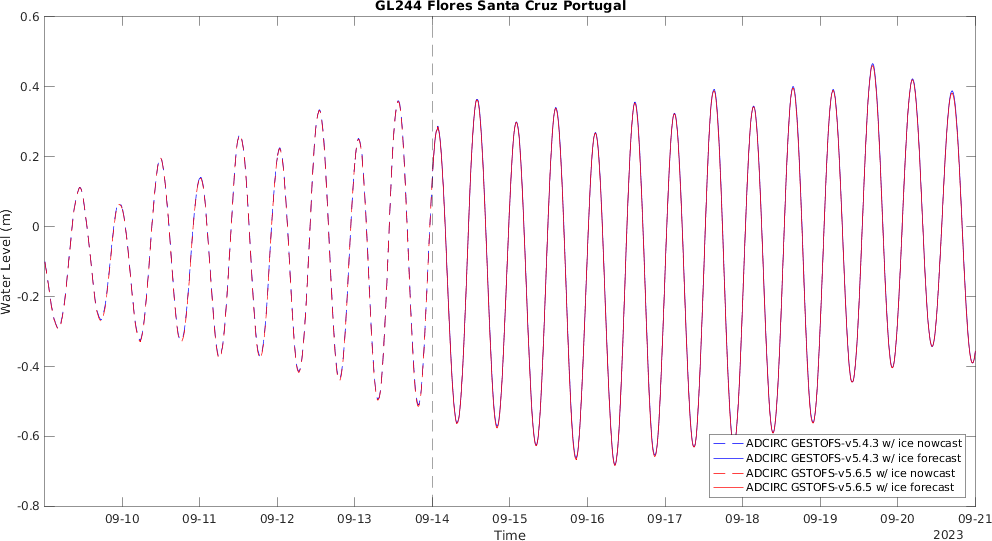 GL244 Flores Santa Cruz Portugal
0.6
0.4
0.2
0
-0.2
-0.4
-0.6
-0.8
Water Level (m)
ADCIRC GESTOFS-v5.4.3 w/ ice nowcast
ADCIRC GESTOFS-v5.4.3 w/ ice forecast
ADCIRC GSTOFS-v5.6.5 w/ ice nowcast
ADCIRC GSTOFS-v5.6.5 w/ ice forecast
09-10 09-11 09-12 09-13 09-14 09-15 09-16 09-17 09-18 09-19 09-20 09-21
Time
2023